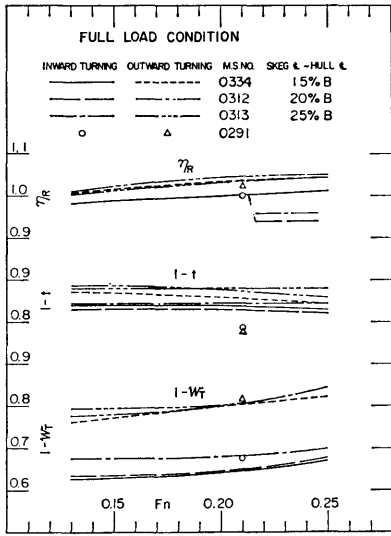 FULL LOAD CONDITION
INWARD TURNING OUTWARD TURNING M.S.NO. SKEG ℄ ~HULL ℄
0334 15% B
0312 20% B
0313 25% B
0291
1.1
1.0
0.9
ηR
ηR
0.9
0.8
1-t
1-t
0.8
0.7
0.6
1-WT
1-WT
0.15 Fn 0.20 0.25